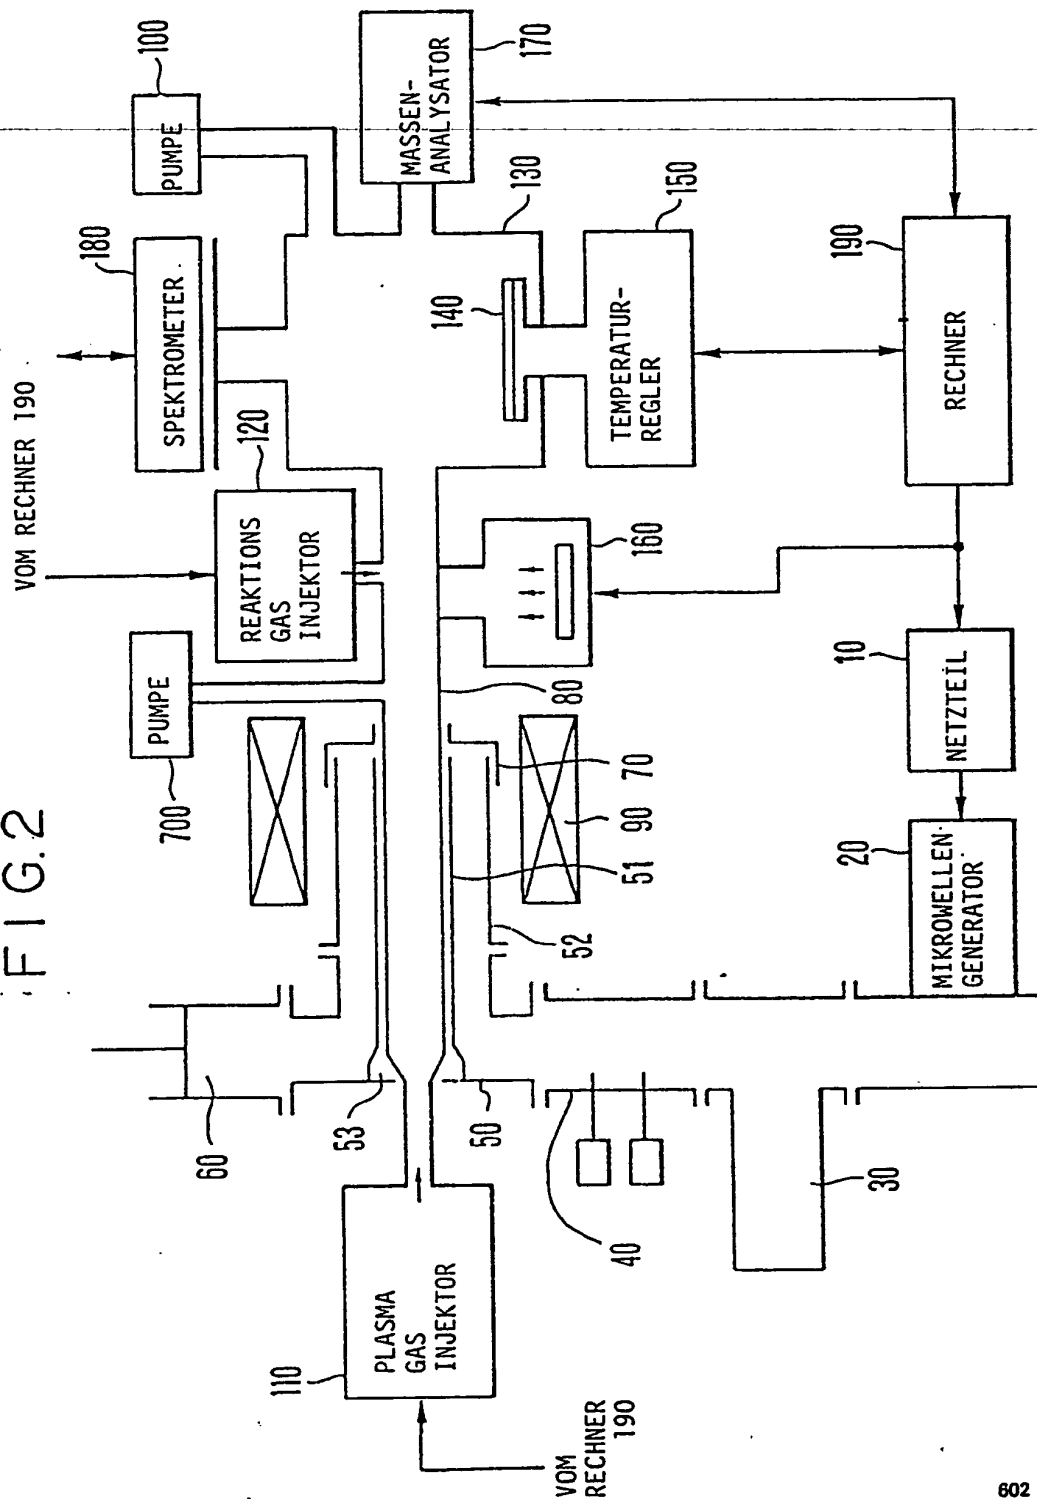 FIG.2
VOM RECHNER 190
PUMPE
100
SPEKTROMETER
180
MASSEN-
ANALYSATOR
170
130
REAKTIONS
GAS
INJEKTOR
120
PUMPE
700
140
TEMPERATUR-
REGLER
150
160
RECHNER
190
80
70
90
51
52
NETZTEIL
10
MIKROWELLEN
GENERATOR
20
60
53
50
40
30
PLASMA
GAS
INJEKTOR
110
VOM
RECHNER
190
602